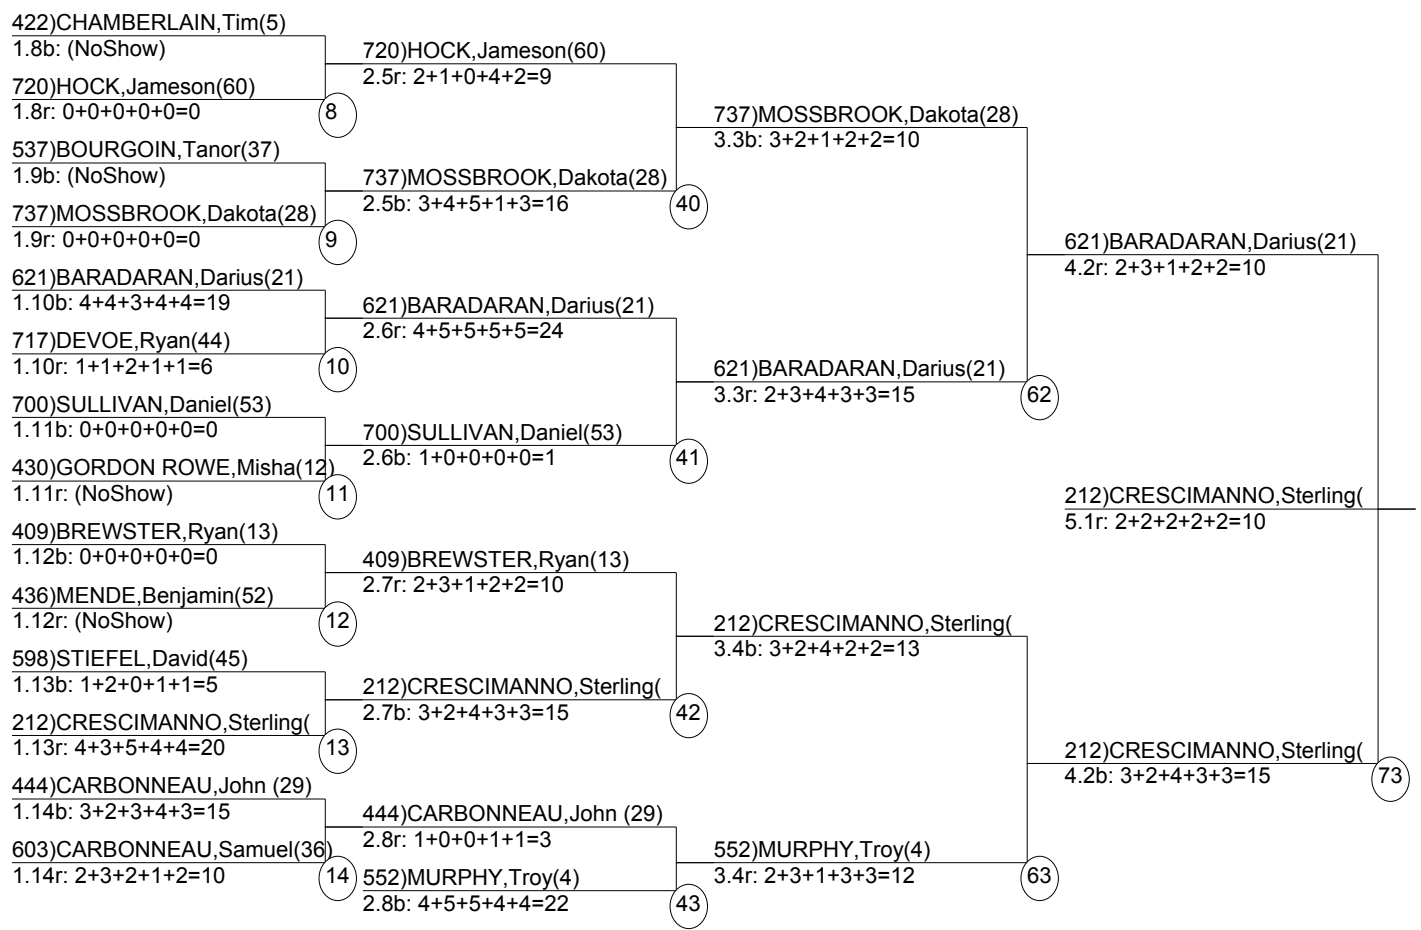 422)CHAMBERLAIN,Tim(5)
1.8b: (NoShow)
720)HOCK,Jameson(60)
1.8r: 0+0+0+0+0=0
8
537)BOURGOIN,Tanor(37)
1.9b: (NoShow)
737)MOSSBROOK,Dakota(28)
1.9r: 0+0+0+0+0=0
9
621)BARADARAN,Darius(21)
1.10b: 4+4+3+4+4=19
717)DEVOE,Ryan(44)
1.10r: 1+1+2+1+1=6
10
700)SULLIVAN,Daniel(53)
1.11b: 0+0+0+0+0=0
430)GORDON ROWE,Misha(12)
1.11r: (NoShow)
11
409)BREWSTER,Ryan(13)
1.12b: 0+0+0+0+0=0
436)MENDE,Benjamin(52)
1.12r: (NoShow)
12
598)STIEFEL,David(45)
1.13b: 1+2+0+1+1=5
212)CRESCIMANNO,Sterling(
1.13r: 4+3+5+4+4=20
13
444)CARBONNEAU,John (29)
1.14b: 3+2+3+4+3=15
603)CARBONNEAU,Samuel(36)
1.14r: 2+3+2+1+2=10
14
720)HOCK,Jameson(60)
2.5r: 2+1+0+4+2=9
737)MOSSBROOK,Dakota(28)
2.5b: 3+4+5+1+3=16
40
621)BARADARAN,Darius(21)
2.6r: 4+5+5+5+5=24
700)SULLIVAN,Daniel(53)
2.6b: 1+0+0+0+0=1
41
409)BREWSTER,Ryan(13)
2.7r: 2+3+1+2+2=10
212)CRESCIMANNO,Sterling(
2.7b: 3+2+4+3+3=15
42
444)CARBONNEAU,John (29)
2.8r: 1+0+0+1+1=3
552)MURPHY,Troy(4)
2.8b: 4+5+5+4+4=22
43
737)MOSSBROOK,Dakota(28)
3.3b: 3+2+1+2+2=10
621)BARADARAN,Darius(21)
3.3r: 2+3+4+3+3=15
62
212)CRESCIMANNO,Sterling(
3.4b: 3+2+4+2+2=13
552)MURPHY,Troy(4)
3.4r: 2+3+1+3+3=12
63
621)BARADARAN,Darius(21)
4.2r: 2+3+1+2+2=10
212)CRESCIMANNO,Sterling(
5.1r: 2+2+2+2+2=10
212)CRESCIMANNO,Sterling(
4.2b: 3+2+4+3+3=15
73